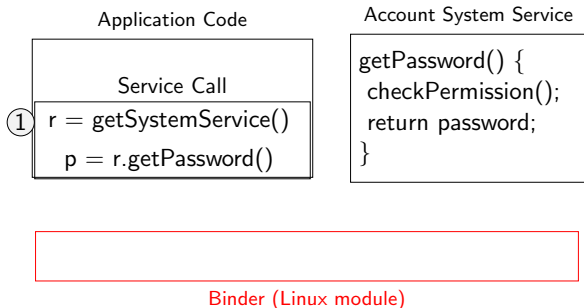 Application Code
Service Call
1
r = getSystemService()
p = r.getPassword()
Account System Service
getPassword() {
checkPermission();
return password;
}
Binder (Linux module)